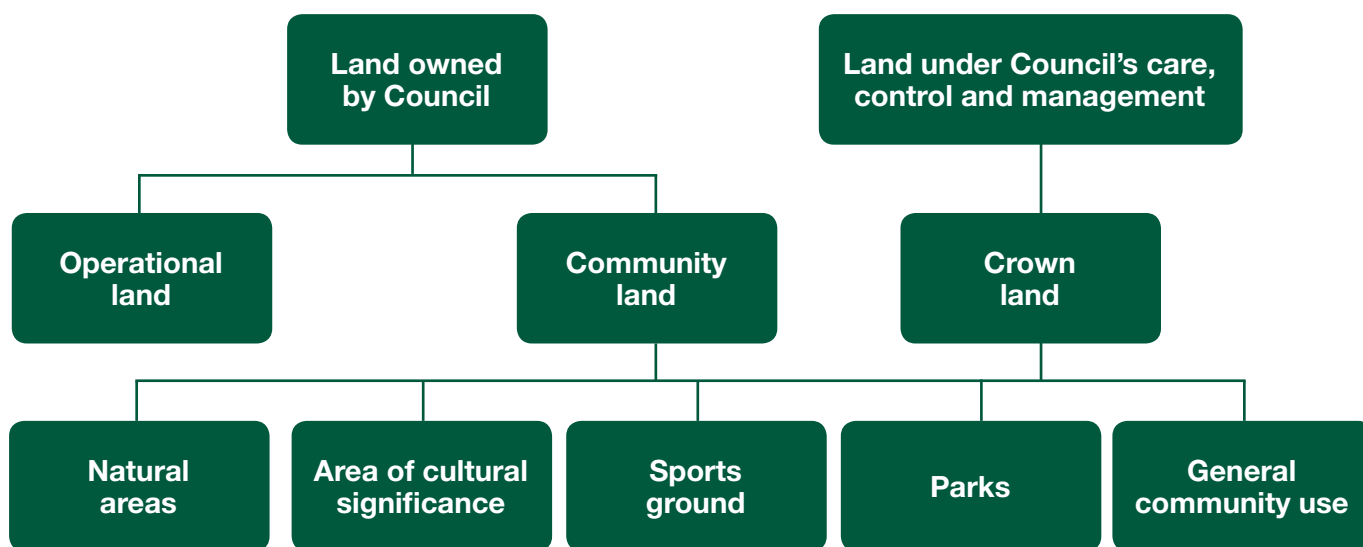 Land owned
by Council
Land under Council’s care,
control and management
Operational
land
Community
land
Crown
land
Natural
areas
Area of cultural
significance
Sports
ground
Parks
General
community use